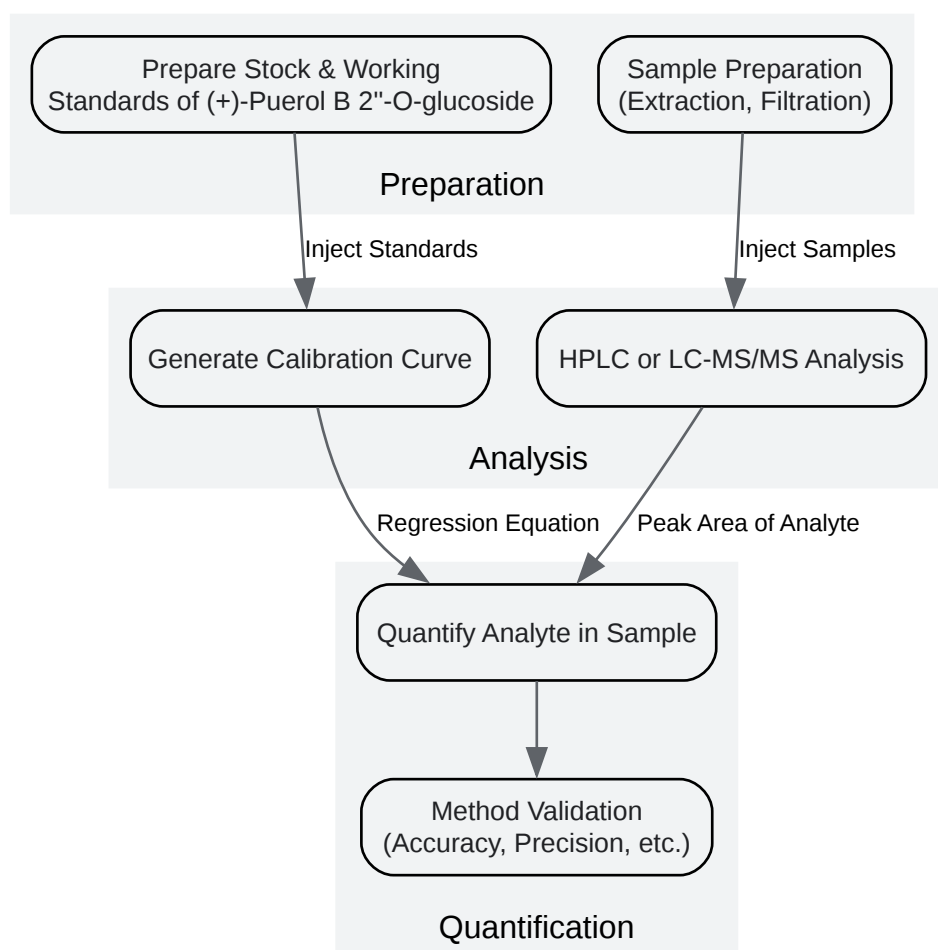 Prepare Stock & Working
Standards of (+)-Puerol B 2"-O-glucoside
Sample Preparation
(Extraction, Filtration)
Preparation
Inject Standards
Inject Samples
Generate Calibration Curve
HPLC or LC-MS/MS Analysis
Analysis
Regression Equation
Peak Area of Analyte
Quantify Analyte in Sample
Method Validation
(Accuracy, Precision, etc.)
Quantification